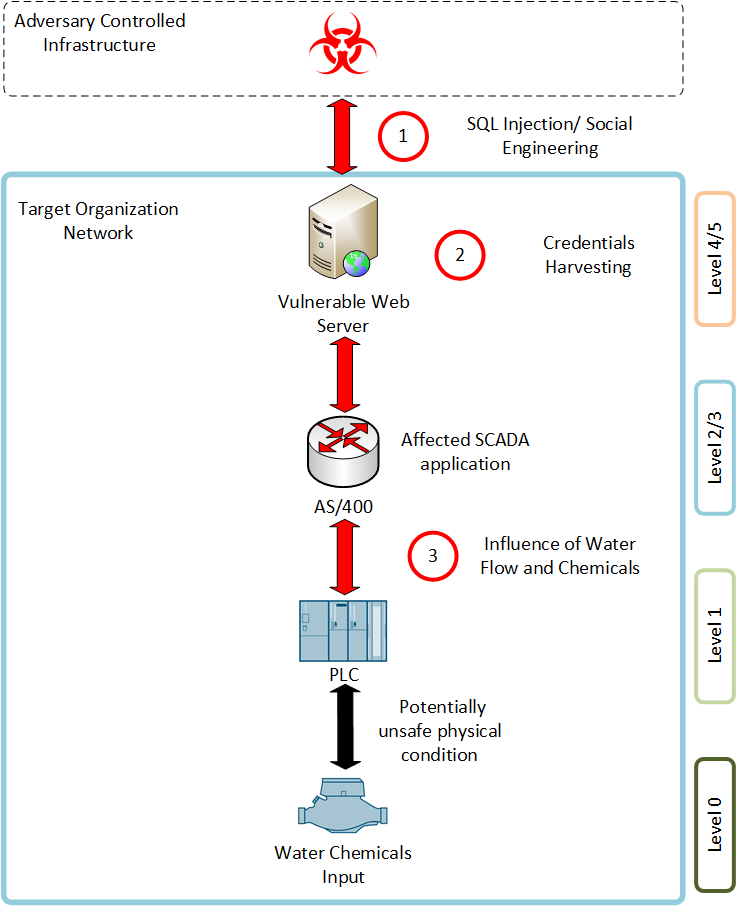 Adversary Controlled
Infrastructure
1
SQL Injection/ Social
Engineering
Target Organization
Network
2
Credentials
Harvesting
Level 4/5
Vulnerable Web
Server
Affected SCADA
application
Level 2/3
AS/400
3
Influence of Water
Flow and Chemicals
Level 1
PLC
Potentially
unsafe physical
condition
Level 0
Water Chemicals
Input